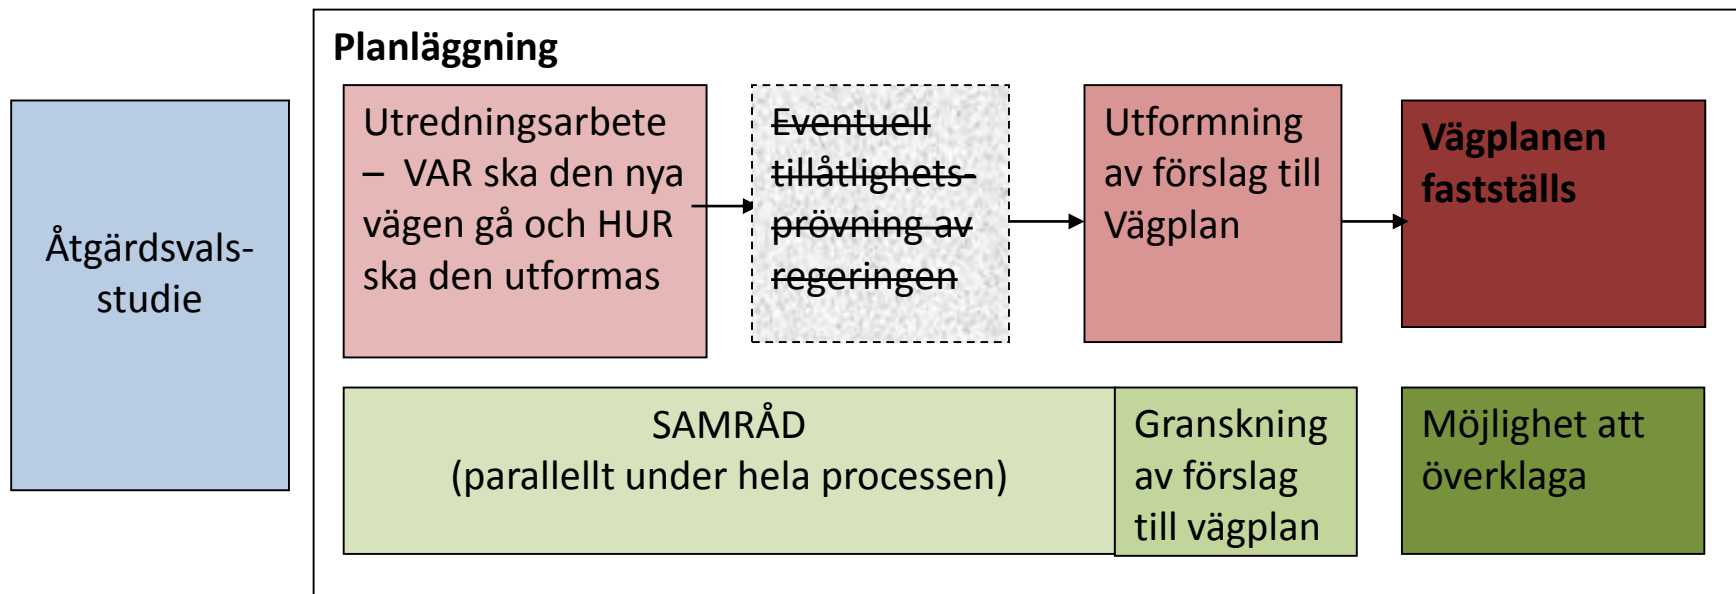 Planläggning
Åtgärdsvals-
studie
Utredningsarbete
– VAR ska den nya
vägen gå och HUR
ska den utformas
Eventuell
tillåtlighets-
prövning av
regeringen
Utformning
av förslag till
Vägplan
Vägplanen
fastställs
SAMRÅD
(parallellt under hela processen)
Granskning
av förslag
till vägplan
Möjlighet att
överklaga